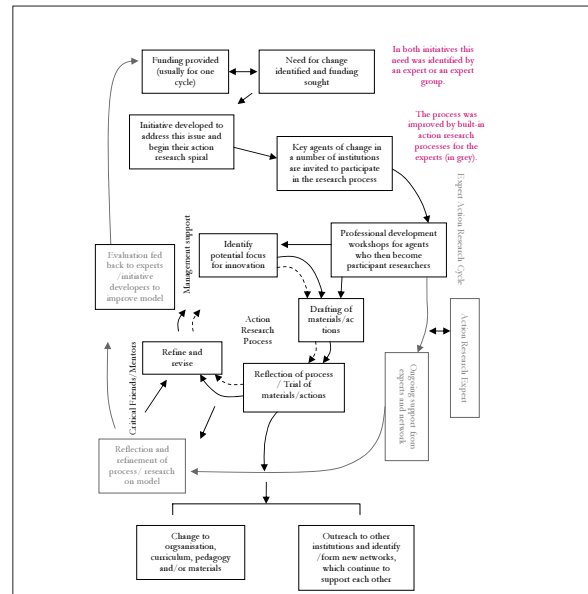 Funding provided
(usually for one
cycle)
Need for change
identified and funding
sought
In both initiatives this
need was identified by
an expert or an expert
group.
Initiative developed to
address this issue and
begin their action
research spiral
Key agents of change in
a number of institutions
are invited to participate
in the research process
The process was
improved by built-in
action research
processes for the
experts (in grey).
Expert Action Research Cycle
Management support
Identify
potential focus
for innovation
Professional development
workshops for agents
who then become
participant researchers
Evaluation fed
back to experts
/initiative
developers to
improve model
Action
Research
Process
Drafting of
materials/ac
tions
Action Research
Expert
Refine and
revise
Critical Friends/Mentors
Reflection of process
/ Trial of
materials/actions
Ongoing support from
experts and network
Reflection and
refinement of
process/ research
on model
Change to
orgsanisation,
curriculum, pedagogy
and/or materials
Outreach to other
institutions and identify
/form new networks,
which continue to
support each other